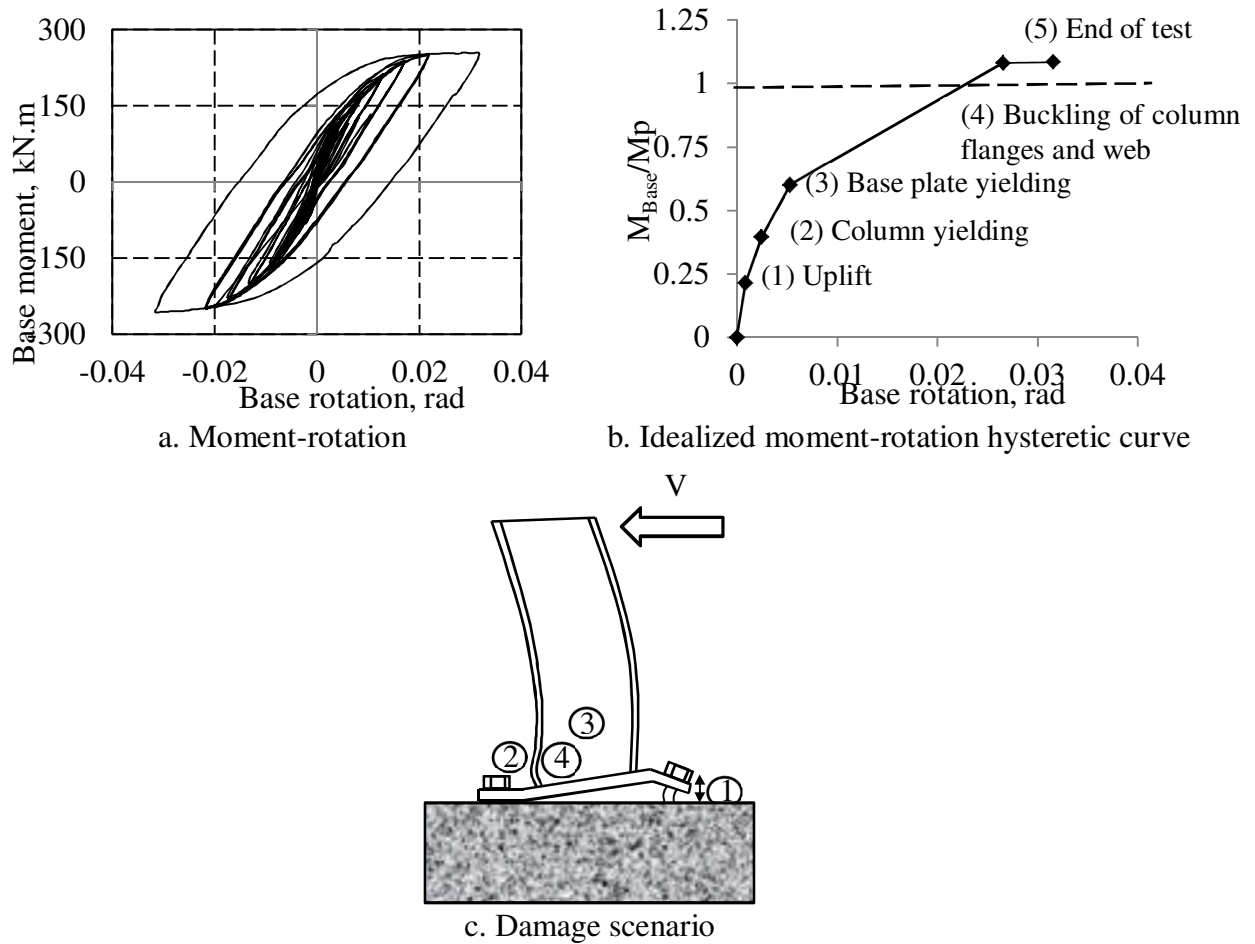 300
150
0
150
300
Base moment, kN.m
-0.04 -0.02 0 0.02 0.04
Base rotation, rad
a. Moment-rotation
1.25
1
0.75
0.5
0.25
0
M_Base/Mp
(5) End of test
(4) Buckling of column
flanges and web
(3) Base plate yielding
(2) Column yielding
(1) Uplift
0 0.01 0.02 0.03 0.04
Base rotation, rad
b. Idealized moment-rotation hysteretic curve
V
3
2 4
1
c. Damage scenario